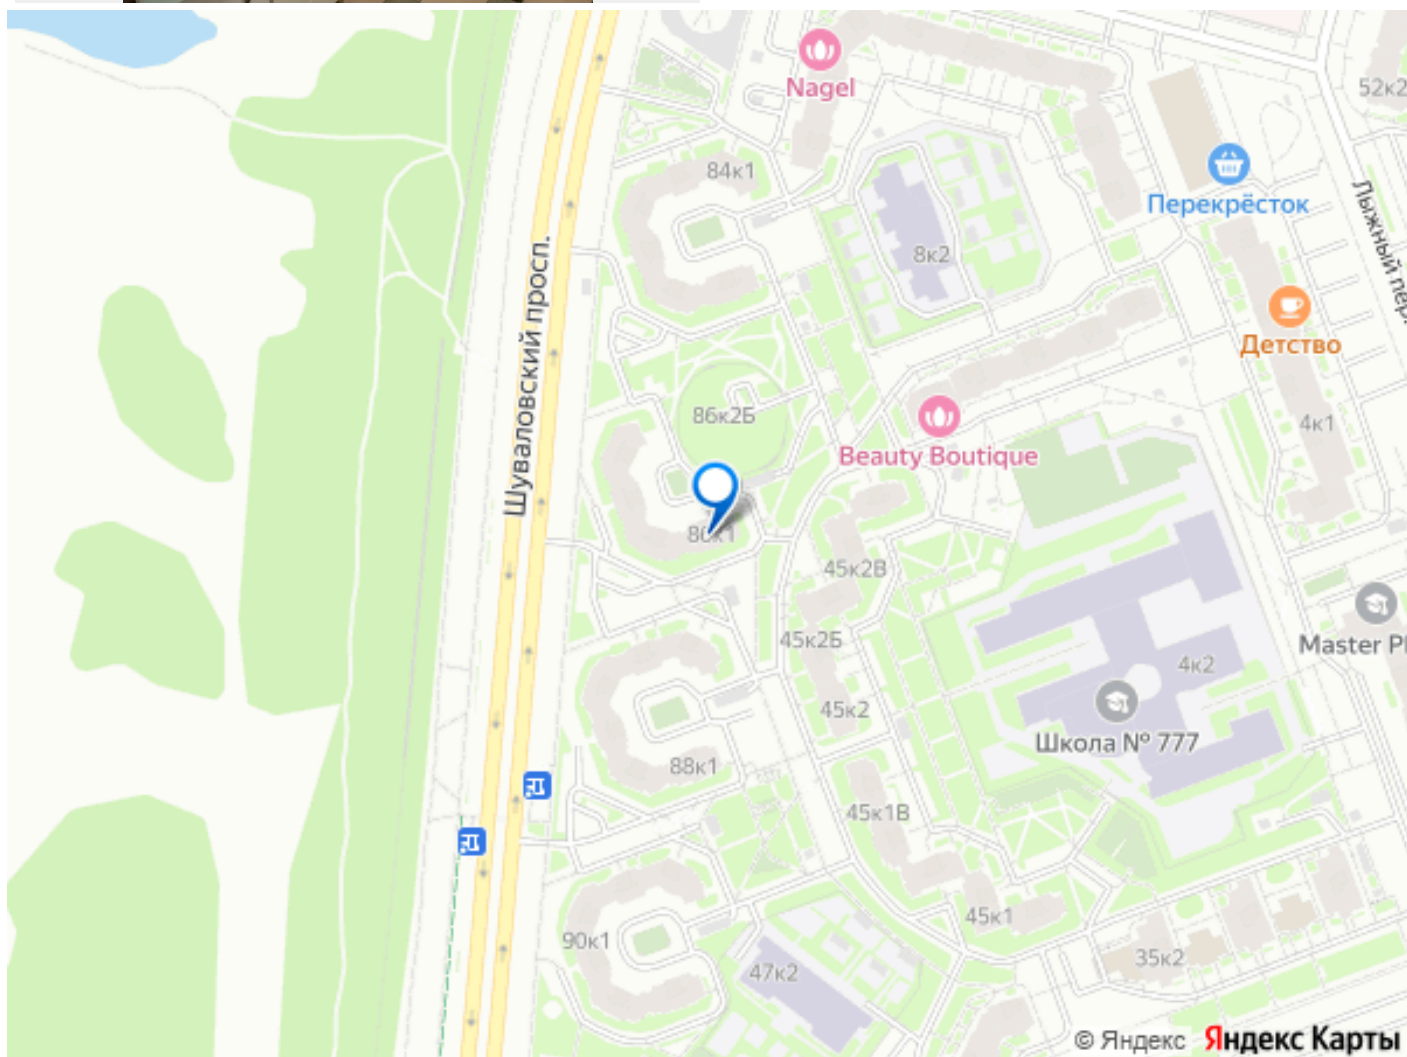 Nagel
52к2
84к1
Перекрёсток
Лыжный пер.
8к2
Шуваловский просп.
Детство
86к2Б
4к1
Beauty Boutique
45к2В
45к2Б
Master Pl
4к2
45к2
Школа № 777
88к1
45к1В
45к1
90к1
35к2
47к2
© Яндекс Яндекс Карты